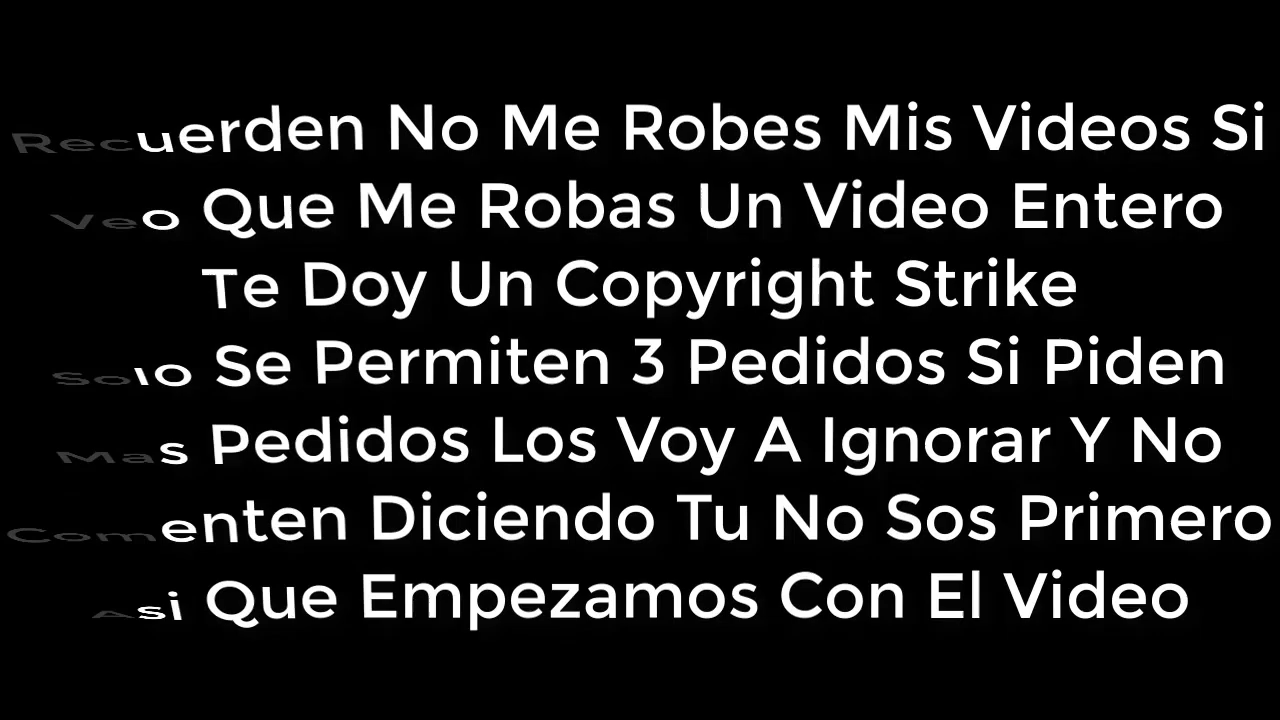 Recuerden No Me Robes Mis Videos Si
Veo Que Me Robas Un Video Entero
Te Doy Un Copyright Strike
Solo Se Permiten 3 Pedidos Si Piden
Mas Pedidos Los Voy A Ignorar Y No
Comenten Diciendo Tu No Sos Primero
Asi Que Empezamos Con El Video